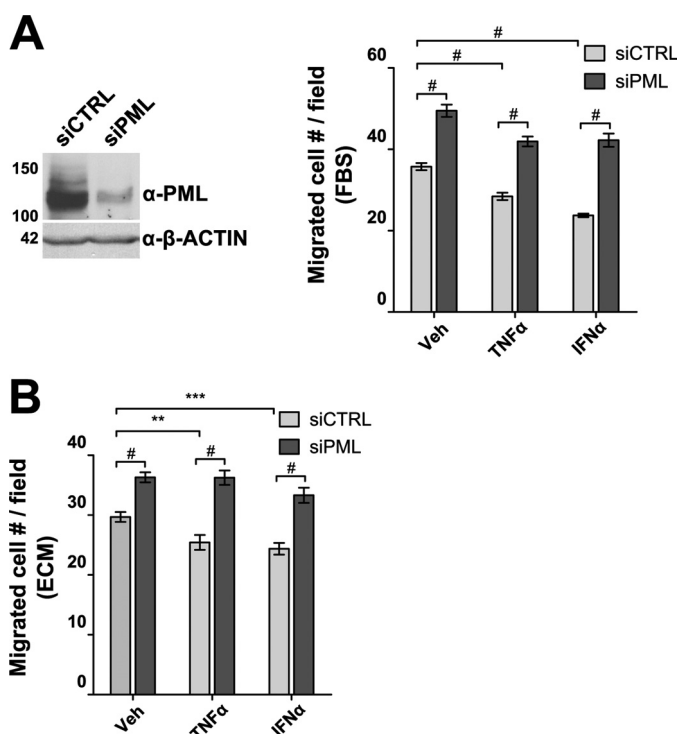 A
siCTRL
siPML
150
100
42
α-PML
α-β-ACTIN
Migrated cell # / field
(FBS)
60
40
20
0
#
#
#
#
#
siCTRL
siPML
Veh
TNFα
IFNα
B
Migrated cell # / field
(ECM)
40
30
20
10
0
***
**
#
#
#
siCTRL
siPML
Veh
TNFα
IFNα